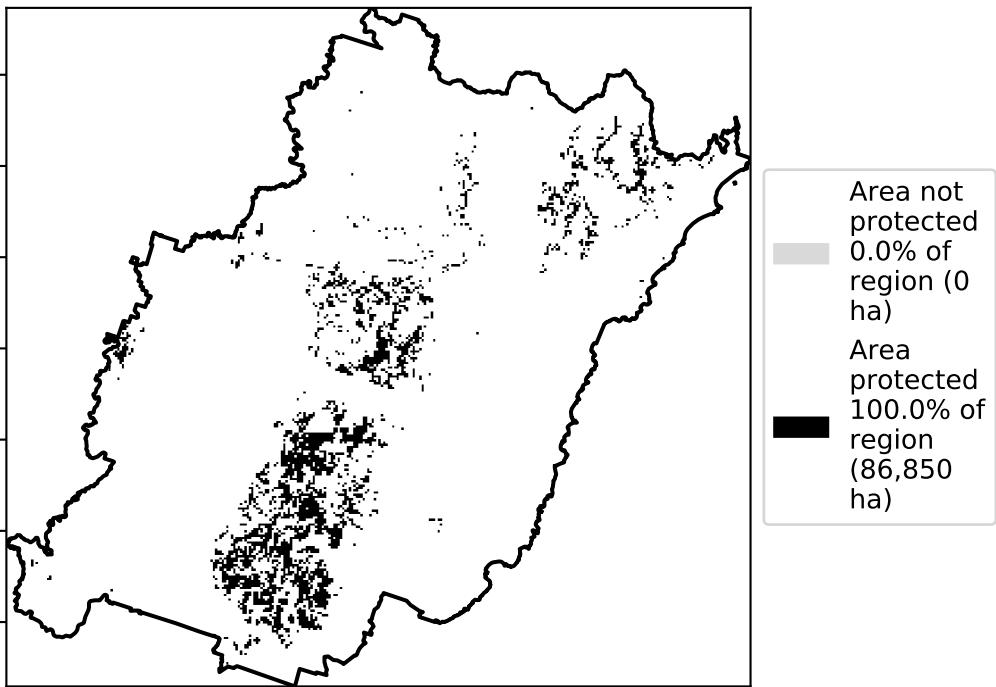 Area not
protected
0.0% of
region (0
ha)
Area
protected
100.0% of
region
(86,850
ha)